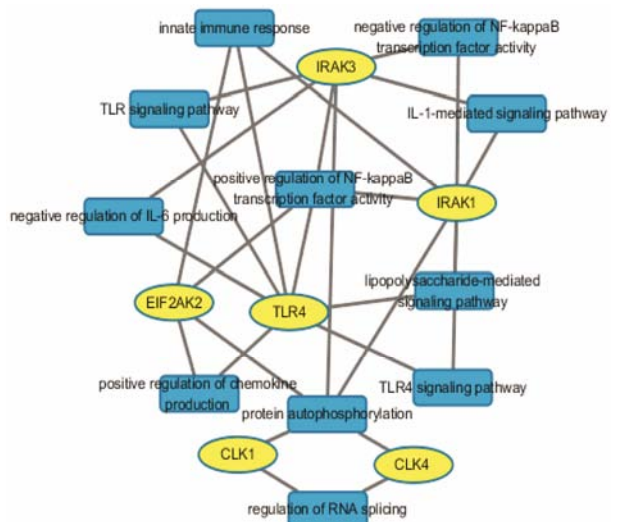 innate immune response
negative regulation of NF-kappaB
transcription factor activity
IRAK3
TLR signaling pathway
IL-1-mediated signaling pathway
positive regulation of NF-kappaB
transcription factor activity
IRAK1
negative regulation of IL-6 production
lipopolysaccharide-mediated
signaling pathway
EIF2AK2
TLR4
positive regulation of chemokine
production
TLR4 signaling pathway
protein autophosphorylation
CLK1
CLK4
regulation of RNA splicing